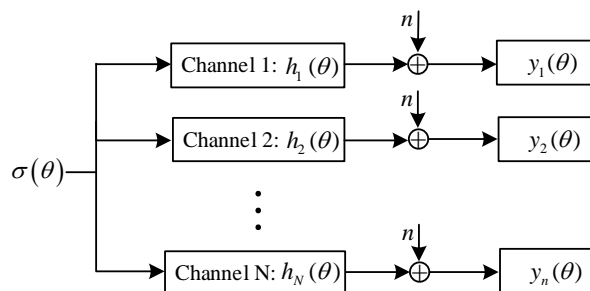 n
Channel 1: h₁(θ)
y₁(θ)
n
Channel 2: h₂(θ)
y₂(θ)
σ(θ)
n
Channel N: h_N(θ)
yₙ(θ)